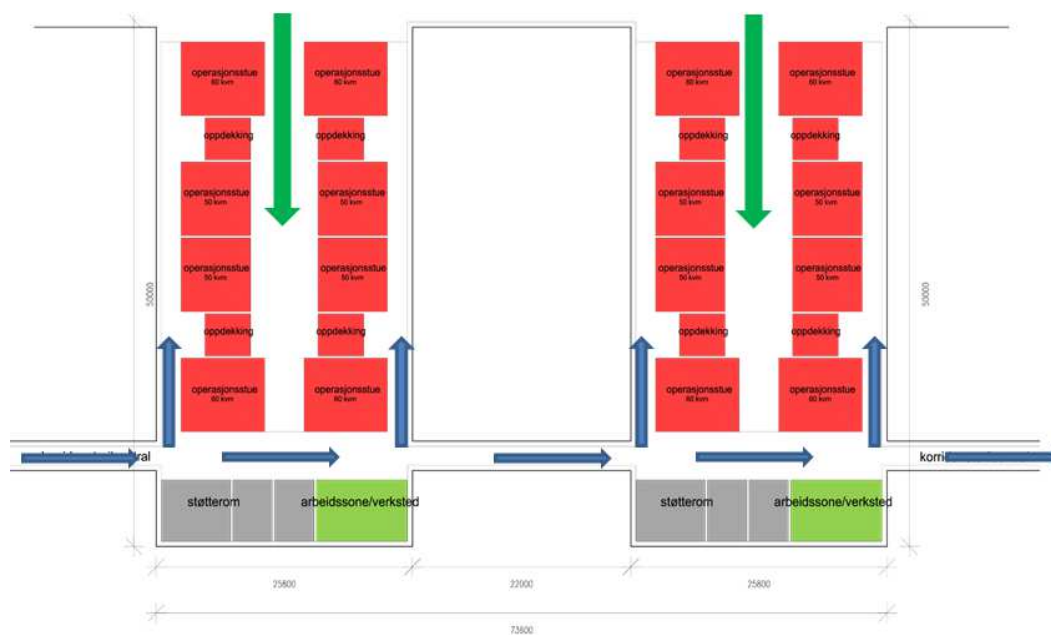 operasjonsstue
60 kvm
operasjonsstue
60 kvm
operasjonsstue
60 kvm
operasjonsstue
60 kvm
oppdekking
oppdekking
oppdekking
oppdekking
operasjonsstue
50 kvm
operasjonsstue
50 kvm
operasjonsstue
50 kvm
operasjonsstue
50 kvm
operasjonsstue
50 kvm
operasjonsstue
50 kvm
operasjonsstue
50 kvm
operasjonsstue
50 kvm
50000
50000
oppdekking
oppdekking
oppdekking
oppdekking
operasjonsstue
60 kvm
operasjonsstue
60 kvm
operasjonsstue
60 kvm
operasjonsstue
60 kvm
støtterom
arbeidssone/verksted
støtterom
arbeidssone/verksted
25800
22000
25800
73600